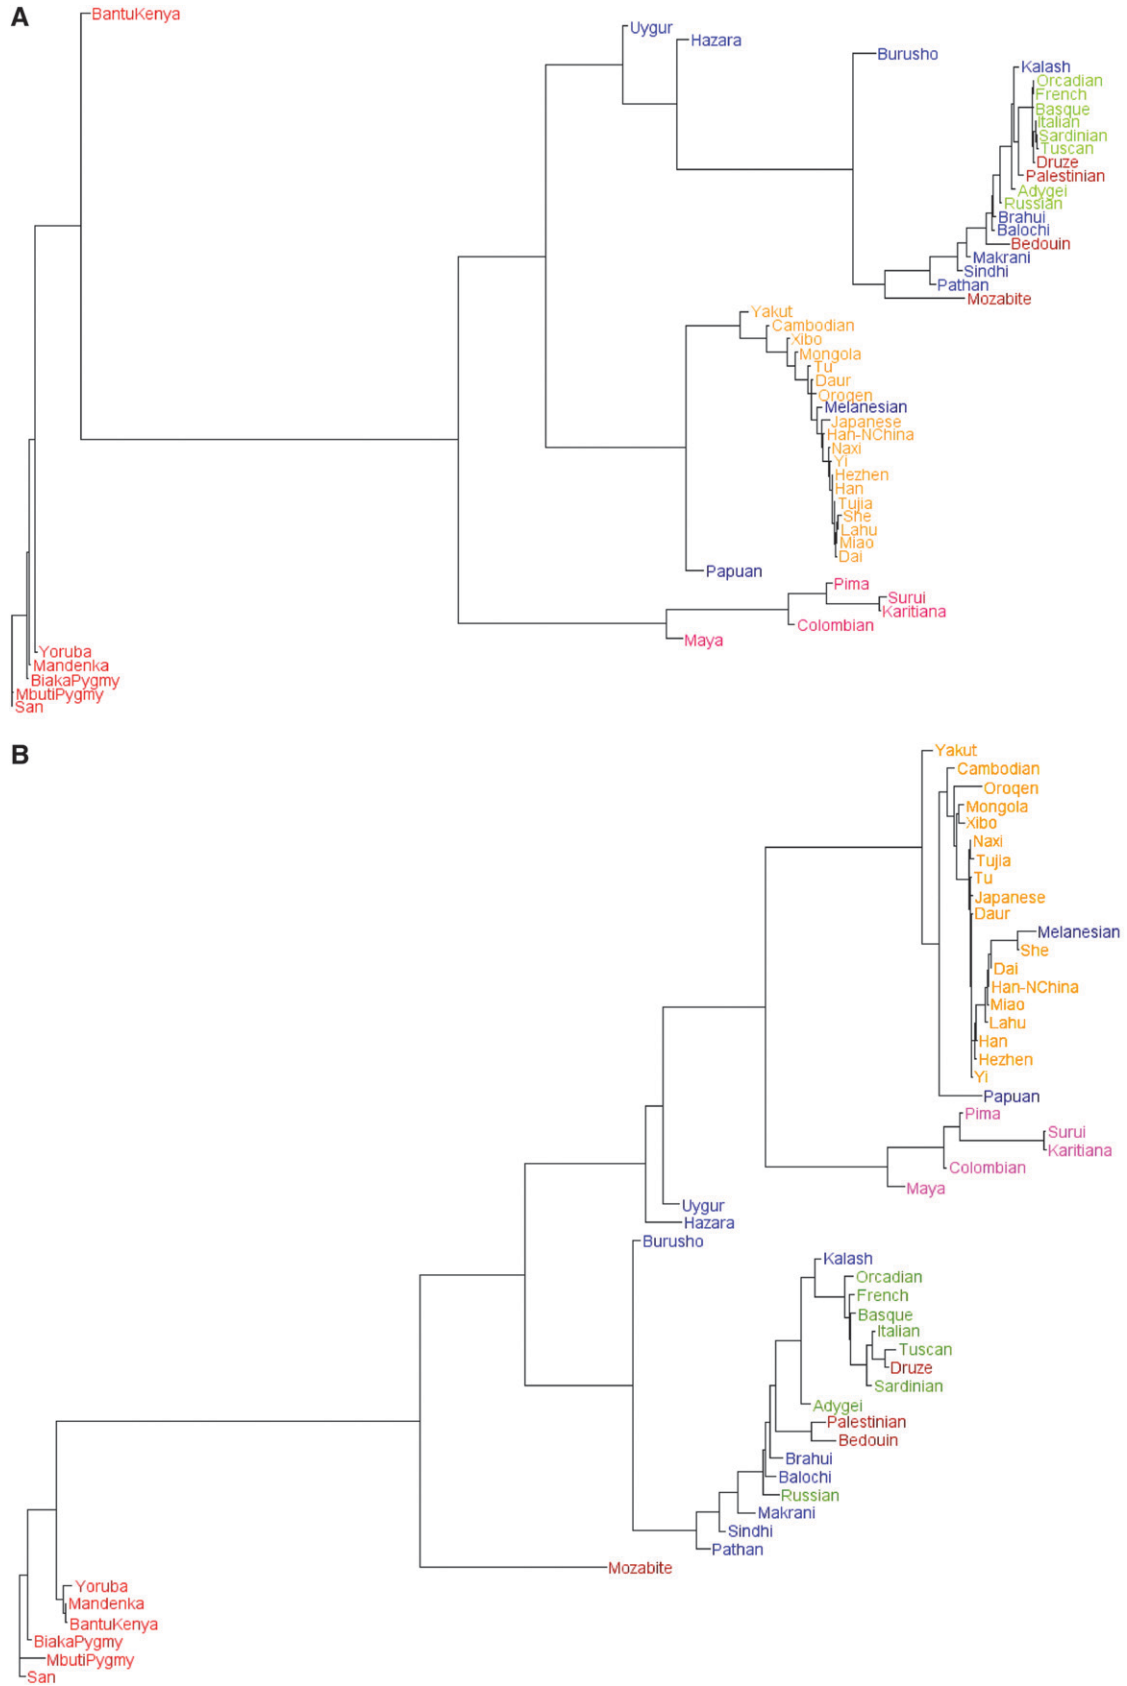 A
BantuKenya
Uygur
Hazara
Burusho
Kalash
Orcadian
French
Basque
Italian
Sardinian
Tuscan
Druze
Palestinian
Adygei
Russian
Brahui
Balochi
Bedouin
Makrani
Sindhi
Pathan
Mozabite
Yakut
Cambodian
Xibo
Mongola
Tu
Daur
Oroqen
Melanesian
Japanese
Han-NChina
Naxi
Yi
Hezhen
Han
Tujia
She
Lahu
Miao
Dai
Papuan
Pima
Surui
Karitiana
Colombian
Maya
Yoruba
Mandenka
BiakaPygmy
MbutiPygmy
San
B
Yakut
Cambodian
Oroqen
Mongola
Xibo
Naxi
Tujia
Tu
Japanese
Daur
Melanesian
She
Dai
Han-NChina
Miao
Lahu
Han
Hezhen
Yi
Papuan
Pima
Surui
Karitiana
Colombian
Maya
Uygur
Hazara
Burusho
Kalash
Orcadian
French
Basque
Italian
Tuscan
Druze
Sardinian
Adygei
Palestinian
Bedouin
Brahui
Balochi
Russian
Makrani
Sindhi
Pathan
Mozabite
Yoruba
Mandenka
BantuKenya
BiakaPygmy
MbutiPygmy
San